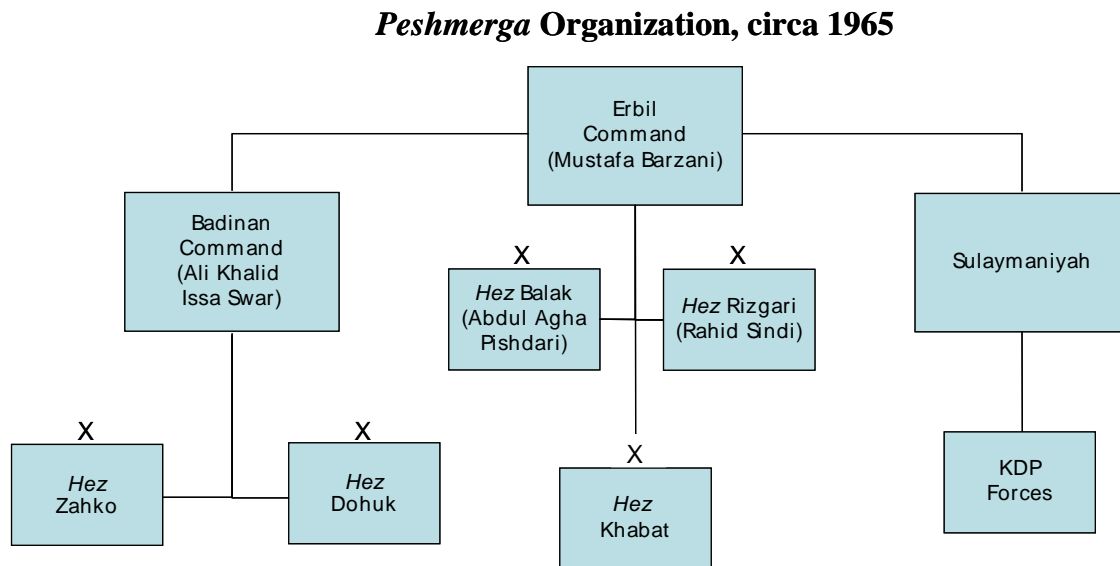 Peshmerga Organization, circa 1965
Erbil
Command
(Mustafa Barzani)
Badinan
Command
(Ali Khalid
Issa Swar)
Sulaymaniyah
X
Hez Balak
(Abdul Agha
Pishdari)
X
Hez Rizgari
(Rahid Sindi)
X
Hez
Zahko
X
Hez
Dohuk
X
Hez
Khabat
KDP
Forces